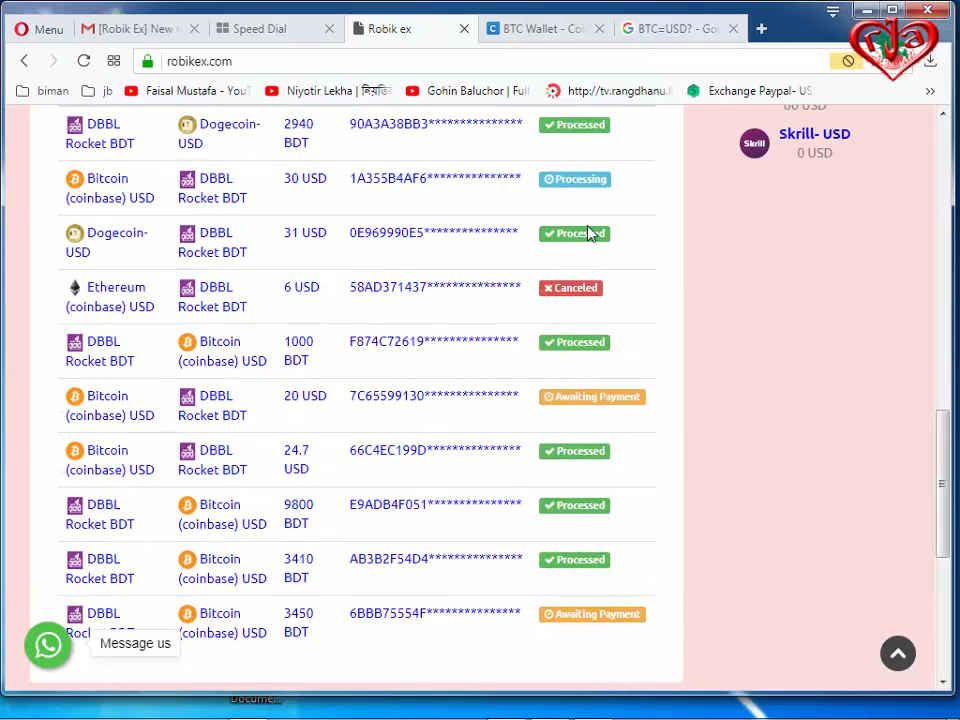 Menu
[Robik Ex] New r
Speed Dial
Robik ex
BTC Wallet - Coi
BTC=USD? - Go
rja
robikex.com
biman
jb
Faisal Mustafa - You
Niyotir Lekha |
Gohin Baluchor | Full
http://tv.rangdhanu.l
Exchange Paypal- US
»
DBBL Rocket BDT
Dogecoin- USD
2940 BDT
90A3A38BB3***************
Processed
Bitcoin (coinbase) USD
DBBL Rocket BDT
30 USD
1A355B4AF6***************
Processing
Dogecoin- USD
DBBL Rocket BDT
31 USD
0E969990E5***************
Processed
Ethereum (coinbase) USD
DBBL Rocket BDT
6 USD
58AD371437***************
Canceled
DBBL Rocket BDT
Bitcoin (coinbase) USD
1000 BDT
F874C72619***************
Processed
Bitcoin (coinbase) USD
DBBL Rocket BDT
20 USD
7C65599130***************
Awaiting Payment
Bitcoin (coinbase) USD
DBBL Rocket BDT
24.7 USD
66C4EC199D***************
Processed
DBBL Rocket BDT
Bitcoin (coinbase) USD
9800 BDT
E9ADB4F051***************
Processed
DBBL Rocket BDT
Bitcoin (coinbase) USD
3410 BDT
AB3B2F54D4***************
Processed
DBBL
Bitcoin (coinbase) USD
3450 BDT
6BBB75554F***************
Awaiting Payment
Message us
Skrill
Skrill- USD
0 USD
Docume...